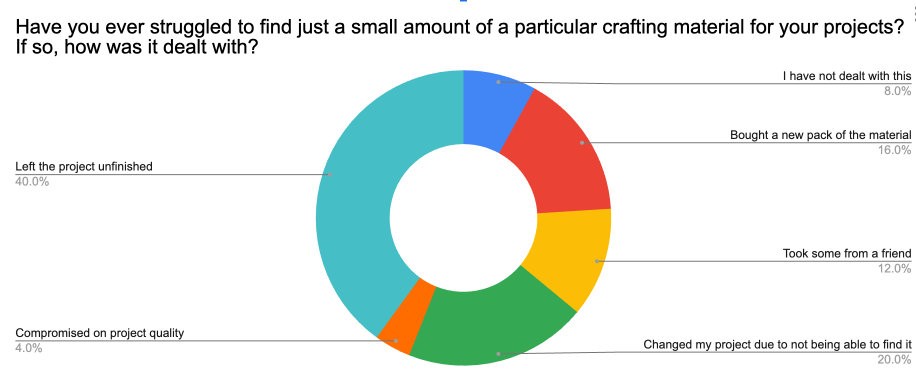 Have you ever struggled to find just a small amount of a particular crafting material for your projects?
If so, how was it dealt with?
I have not dealt with this
8.0%
Bought a new pack of the material
16.0%
Left the project unfinished
40.0%
Took some from a friend
12.0%
Compromised on project quality
4.0%
Changed my project due to not being able to find it
20.0%